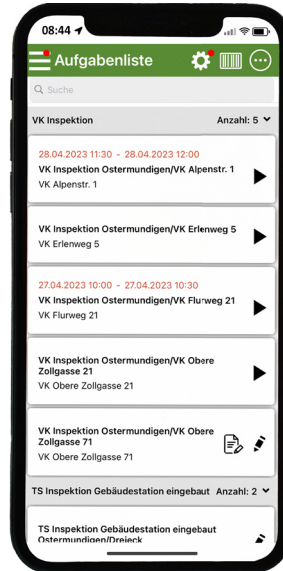 08:44
Aufgabenliste
Suche
VK Inspektion Anzahl: 5
28.04.2023 11:30 - 28.04.2023 12:00
VK Inspektion Ostermundigen/VK Alpenstr. 1
VK Alpenstr. 1
VK Inspektion Ostermundigen/VK Erlenweg 5
VK Erlenweg 5
27.04.2023 10:00 - 27.04.2023 10:30
VK Inspektion Ostermundigen/VK Flurweg 21
VK Flurweg 21
VK Inspektion Ostermundigen/VK Obere
Zollgasse 21
VK Obere Zollgasse 21
VK Inspektion Ostermundigen/VK Obere
Zollgasse 71
VK Obere Zollgasse 71
TS Inspektion Gebäudestation eingebaut Anzahl: 2
TS Inspektion Gebäudestation eingebaut
Ostermundigen/Dreieck